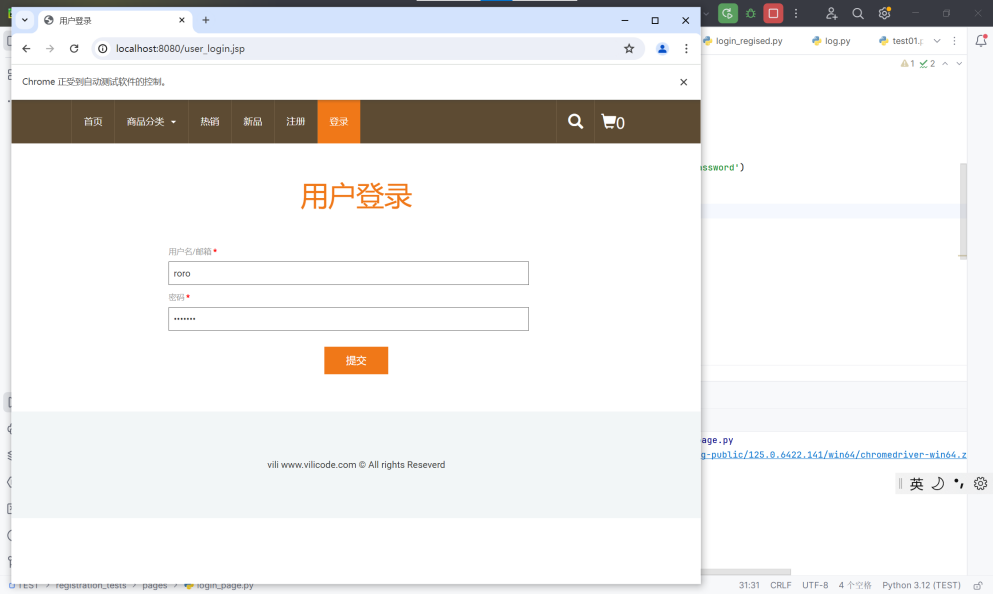 用户登录
localhost:8080/user_login.jsp
Chrome 正受到自动测试软件的控制。
首页 商品分类 热销 新品 注册 登录 0
用户登录
用户名/邮箱 *
roro
密码 *
•••••••
提交
vili www.vilicode.com © All rights Reseverd
login_regised.py log.py test01.p
1 2
assword')
age.py
g-public/125.0.6422.141/win64/chromedriver-win64.z
英
TEST > registration_tests > pages > login_page.py
31:31 CRLF UTF-8 4 个空格 Python 3.12 (TEST)